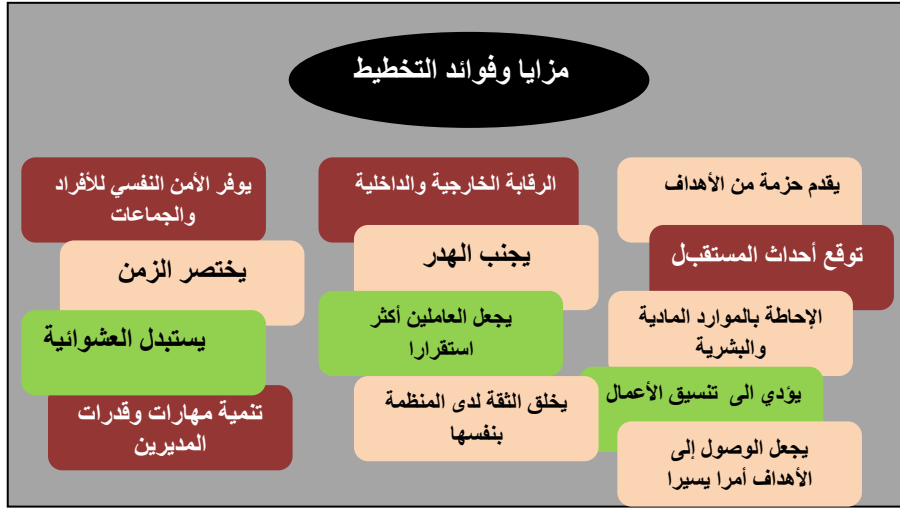 مزايا وفوائد التخطيط
يقدم حزمة من الأهداف
توقع أحداث المستقبل
الإحاطة بالموارد المادية
والبشرية
يؤدي الى تنسيق الأعمال
يجعل الوصول إلى
الأهداف أمرا يسيرا
الرقابة الخارجية والداخلية
يجنب الهدر
يجعل العاملين أكثر
استقرارا
يخلق الثقة لدى المنظمة
بنفسها
يوفر الأمن النفسي للأفراد
والجماعات
يختصر الزمن
يستبدل العشوائية
تنمية مهارات وقدرات
المديرين